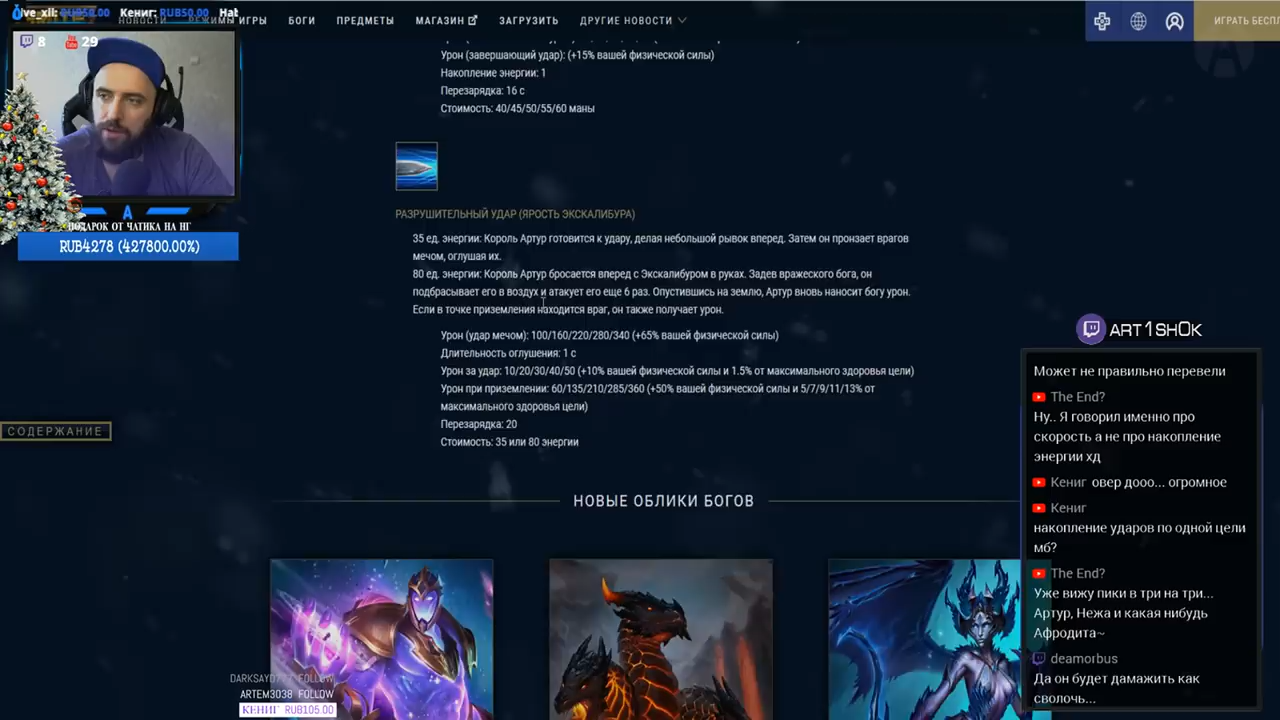 live_xii: RUB50.00 Кениг: RUB50.00 Hat
НОВОСТИ РЕЖИМЫ ИГРЫ БОГИ ПРЕДМЕТЫ МАГАЗИН ЗАГРУЗИТЬ ДРУГИЕ НОВОСТИ ИГРАТЬ БЕСПЛ
8 29
ПОДАРОК ОТ ЧАТИКА НА НГ
RUB4278 (427800.00%)
Урон (завершающий удар): (+15% вашей физической силы)
Накопление энергии: 1
Перезарядка: 16 с
Стоимость: 40/45/50/55/60 маны
РАЗРУШИТЕЛЬНЫЙ УДАР (ЯРОСТЬ ЭКСКАЛИБУРА)
35 ед. энергии: Король Артур готовится к удару, делая небольшой рывок вперед. Затем он пронзает врагов
мечом, оглушая их.
80 ед. энергии: Король Артур бросается вперед с Экскалибуром в руках. Задев вражеского бога, он
подбрасывает его в воздух и атакует его еще 6 раз. Опустившись на землю, Артур вновь наносит богу урон.
Если в точке приземления находится враг, он также получает урон.
Урон (удар мечом): 100/160/220/280/340 (+65% вашей физической силы)
Длительность оглушения: 1 с
Урон за удар: 10/20/30/40/50 (+10% вашей физической силы и 1.5% от максимального здоровья цели)
Урон при приземлении: 60/135/210/285/360 (+50% вашей физической силы и 5/7/9/11/13% от
максимального здоровья цели)
Перезарядка: 20
Стоимость: 35 или 80 энергии
СОДЕРЖАНИЕ
НОВЫЕ ОБЛИКИ БОГОВ
ART1SH0K
Может не правильно перевели
The End?
Ну.. Я говорил именно про
скорость а не про накопление
энергии хд
Кениг овер дооо... огромное
Кениг
накопление ударов по одной цели
мб?
The End?
Уже вижу пики в три на три...
Артур, Нежа и какая нибудь
Афродита~
deamorbus
Да он будет дамажить как
сволочь...
DARKSAYD777 FOLLOW
ARTEM3038 FOLLOW
КЕНИГ RUB105.00